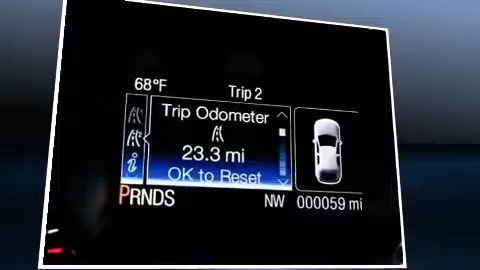 68°F Trip 2
Trip Odometer
23.3 mi
OK to Reset
PRNDS NW 000059 mi